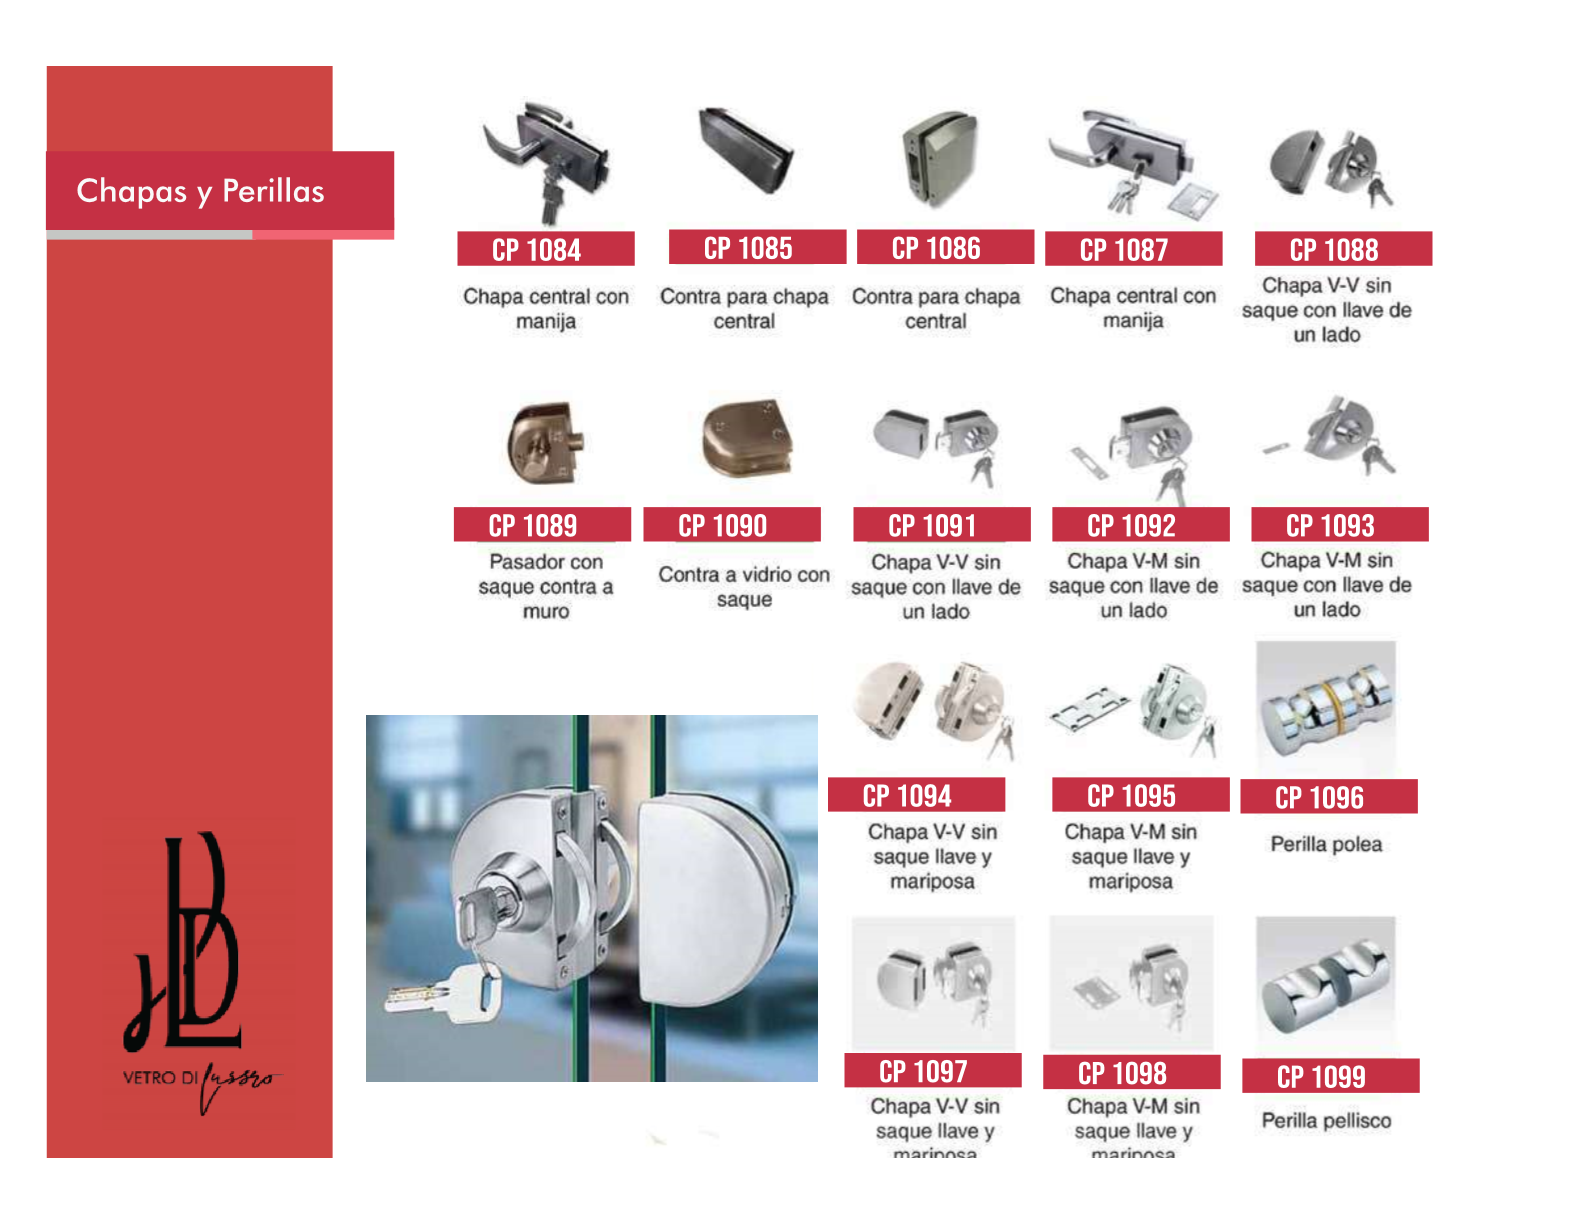 Chapas y Perillas
CP 1084
Chapa central con
manija
CP 1085
Contra para chapa
central
CP 1086
Contra para chapa
central
CP 1087
Chapa central con
manija
CP 1088
Chapa V-V sin
saque con llave de
un lado
CP 1089
Pasador con
saque contra a
muro
CP 1090
Contra a vidrio con
saque
CP 1091
Chapa V-V sin
saque con llave de
un lado
CP 1092
Chapa V-M sin
saque con llave de
un lado
CP 1093
Chapa V-M sin
saque con llave de
un lado
CP 1094
Chapa V-V sin
saque llave y
mariposa
CP 1095
Chapa V-M sin
saque llave y
mariposa
CP 1096
Perilla polea
CP 1097
Chapa V-V sin
saque llave y
mariposa
CP 1098
Chapa V-M sin
saque llave y
mariposa
CP 1099
Perilla pellisco
VETRO DI Lussro